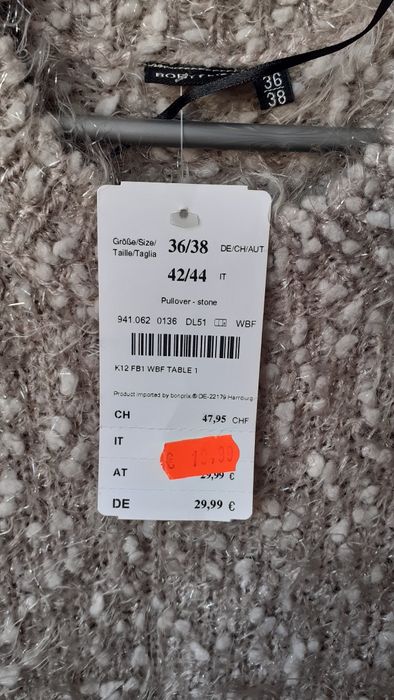 36
38
Größe/Size/ 36/38 DE/CH/AUT
Taille/Taglia
42/44 IT
Pullover - stone
941.062 0136 DL51 WBF
K12 FB1 WBF TABLE 1
Product imported by bonprix® DE-22179 Hamburg
CH 47,95 CHF
IT
€
AT 29,99 €
DE 29,99 €